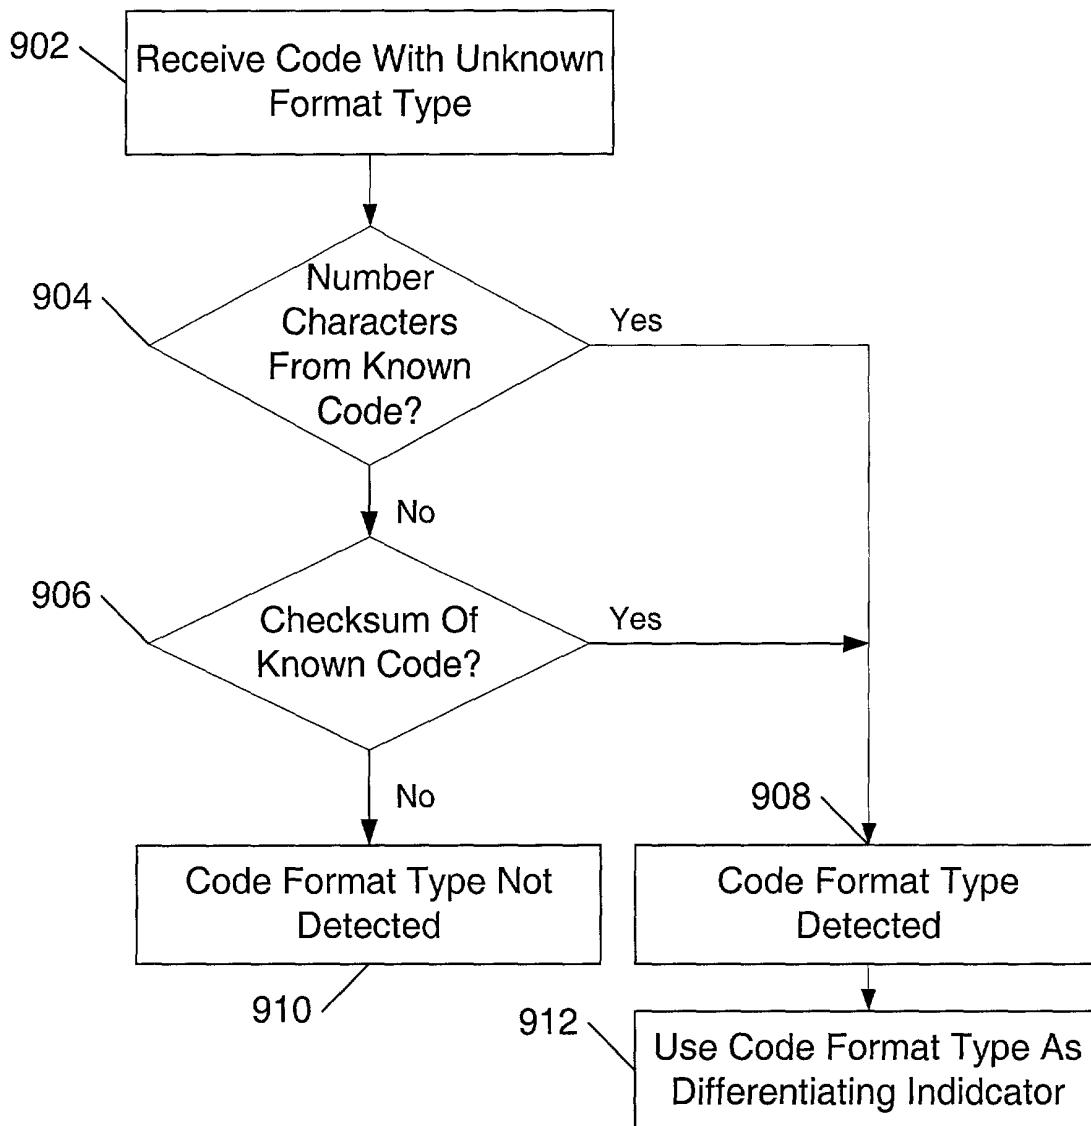 902
Receive Code With Unknown
Format Type
904
Number
Characters
From Known
Code?
Yes
No
906
Checksum Of
Known Code?
Yes
No
908
Code Format Type Not
Detected
Code Format Type
Detected
910
912
Use Code Format Type As
Differentiating Indidcator